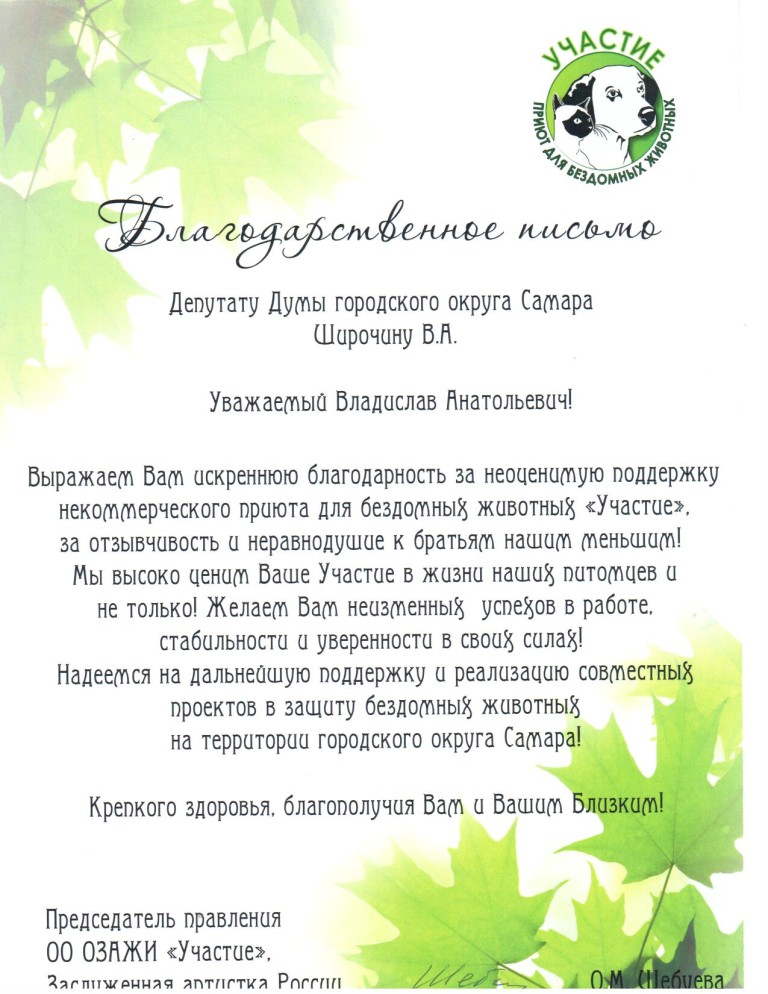 УЧАСТИЕ
ПРИЮТ ДЛЯ БЕЗДОМНЫХ ЖИВОТНЫХ
Благодарственное письмо
Депутату Думы городского округа Самара
Широчину В.А.
Уважаемый Владислав Анатольевич!
Выражаем Вам искреннюю благодарность за неоценимую поддержку
некоммерческого приюта для бездомных животных «Участие»,
за отзывчивость и неравнодушие к братьям нашим меньшим!
Мы высоко ценим Ваше Участие в жизни наших питомцев и
не только! Желаем Вам неизменных успехов в работе,
стабильности и уверенности в своих силах!
Надеемся на дальнейшую поддержку и реализацию совместных
проектов в защиту бездомных животных
на территории городского округа Самара!
Крепкого здоровья, благополучия Вам и Вашим Близким!
Председатель правления
ОО ОЗАЖИ «Участие»,
Заслуженная артистка России О.М.